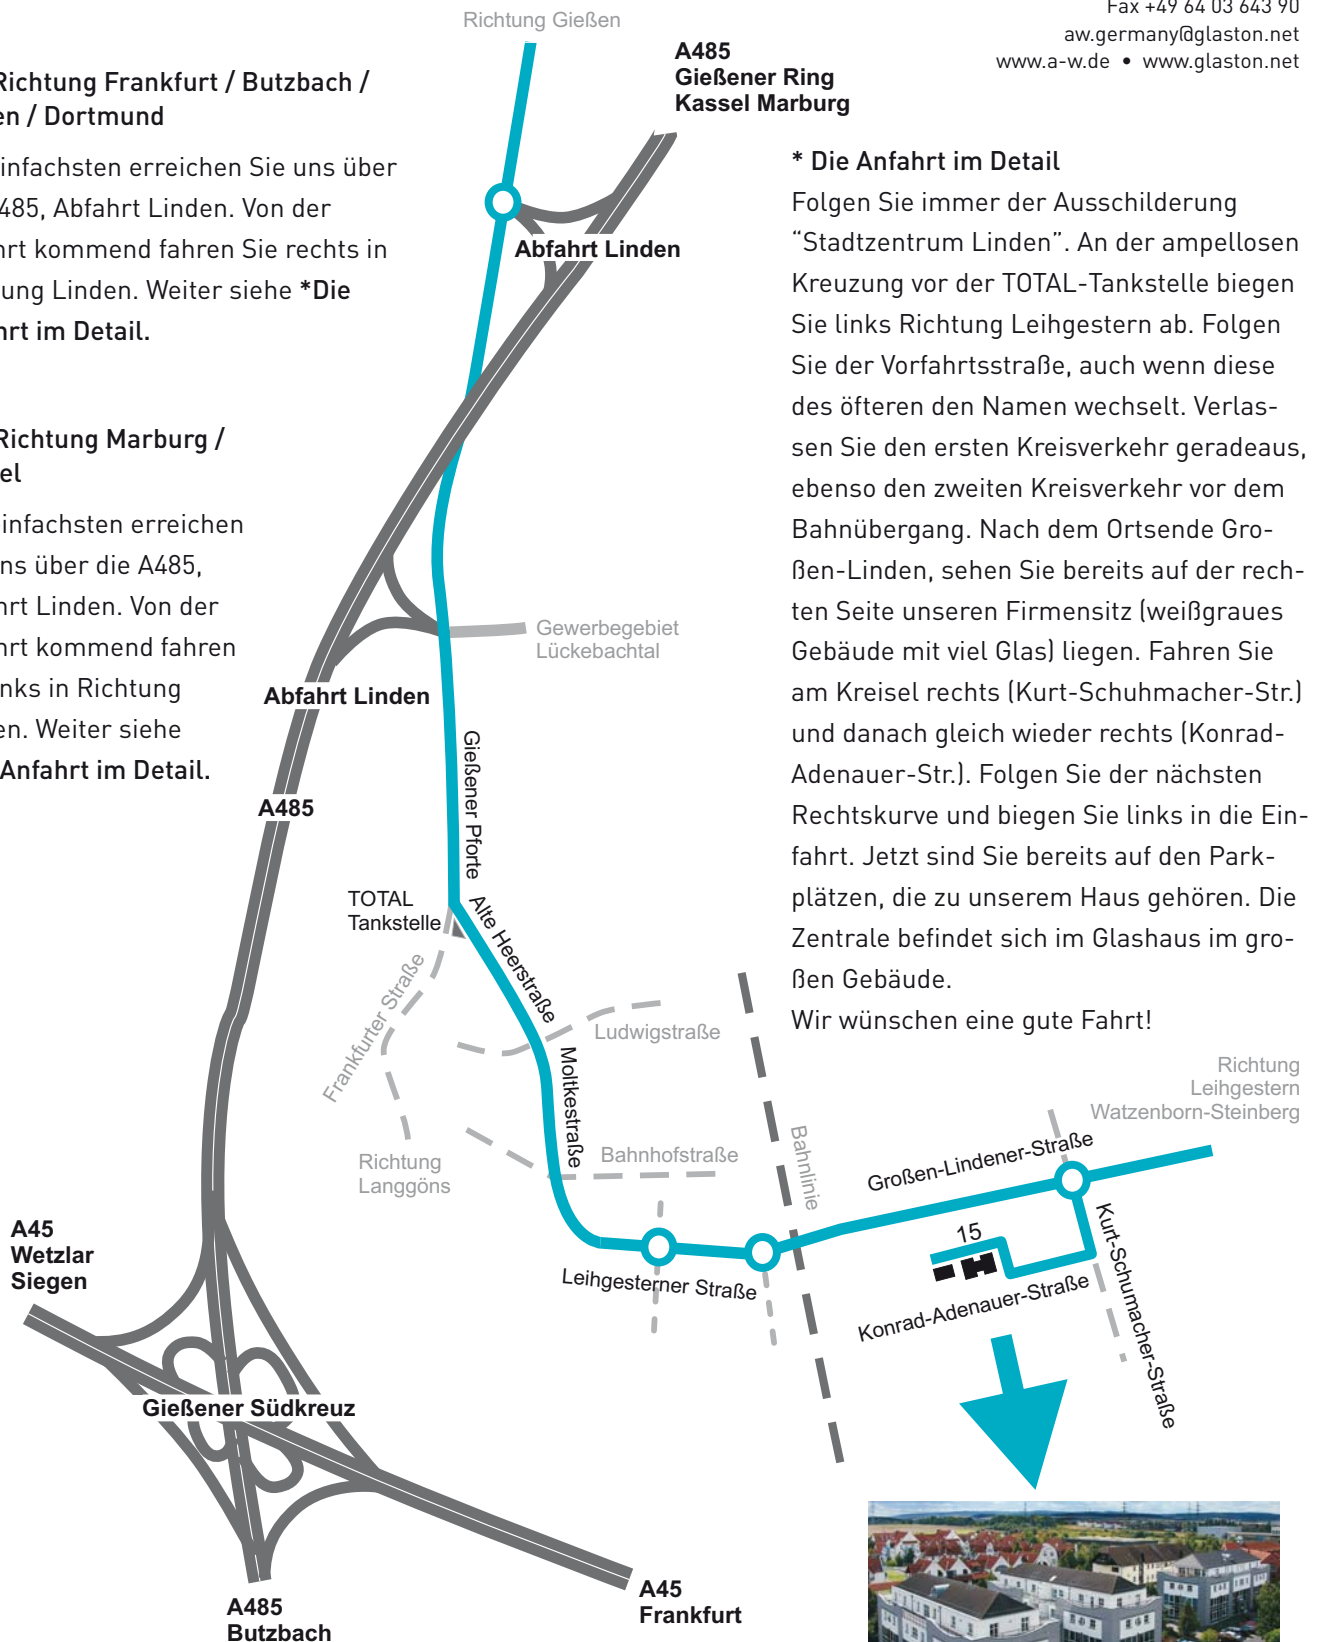 Fax +49 64 03 643 90
aw.germany@glaston.net
www.a-w.de • www.glaston.net
Richtung Frankfurt / Butzbach /
en / Dortmund
infachsten erreichen Sie uns über
485, Abfahrt Linden. Von der
hrt kommend fahren Sie rechts in
ung Linden. Weiter siehe *Die
hrt im Detail.
Richtung Marburg /
el
infachsten erreichen
ns über die A485,
hrt Linden. Von der
hrt kommend fahren
nks in Richtung
en. Weiter siehe
Anfahrt im Detail.
* Die Anfahrt im Detail
Folgen Sie immer der Ausschilderung
“Stadtzentrum Linden”. An der ampellosen
Kreuzung vor der TOTAL-Tankstelle biegen
Sie links Richtung Leihgestern ab. Folgen
Sie der Vorfahrtsstraße, auch wenn diese
des öfteren den Namen wechselt. Verlas-
sen Sie den ersten Kreisverkehr geradeaus,
ebenso den zweiten Kreisverkehr vor dem
Bahnübergang. Nach dem Ortsende Gro-
ßen-Linden, sehen Sie bereits auf der rech-
ten Seite unseren Firmensitz (weißgraues
Gebäude mit viel Glas) liegen. Fahren Sie
am Kreisel rechts (Kurt-Schuhmacher-Str.)
und danach gleich wieder rechts (Konrad-
Adenauer-Str.). Folgen Sie der nächsten
Rechtskurve und biegen Sie links in die Ein-
fahrt. Jetzt sind Sie bereits auf den Park-
plätzen, die zu unserem Haus gehören. Die
Zentrale befindet sich im Glashaus im gro-
ßen Gebäude.
Wir wünschen eine gute Fahrt!
Richtung Gießen
A485
Gießener Ring
Kassel Marburg
Abfahrt Linden
Gewerbegebiet
Lückebachtal
Abfahrt Linden
Gießener Pforte
A485
TOTAL
Tankstelle
Alte Heerstraße
Frankfurter Straße
Ludwigstraße
Moltkestraße
Richtung
Langgöns
Bahnhofstraße
Bahnlinie
Richtung
Leihgestern
Watzenborn-Steinberg
Großen-Lindener-Straße
Kurt-Schumacher-Straße
15
Leihgesterner Straße
Konrad-Adenauer-Straße
A45
Wetzlar
Siegen
Gießener Südkreuz
A485
Butzbach
A45
Frankfurt